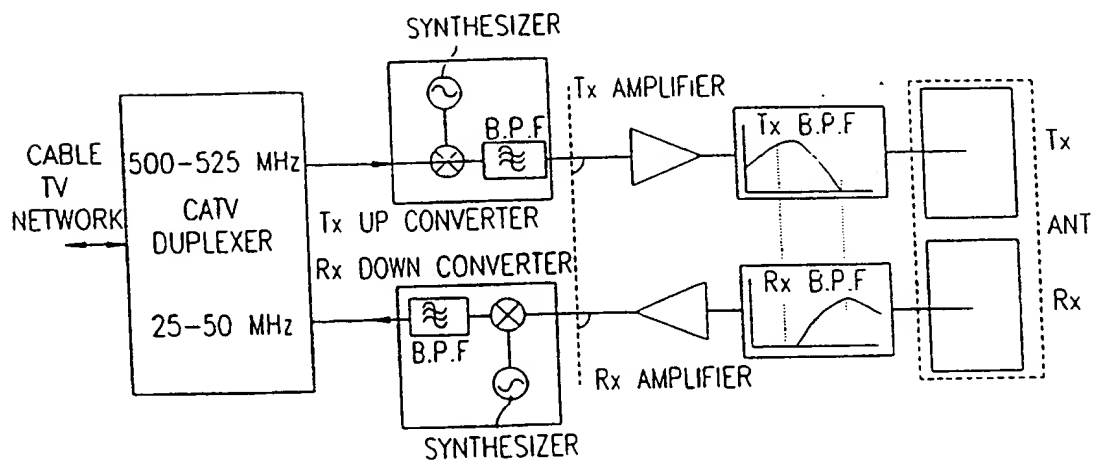 SYNTHESIZER
Tx AMPLIFIER
B.P.F
Tx B.P.F
Tx
CABLE
TV
NETWORK
500-525 MHz
CATV
DUPLEXER
Tx UP CONVERTER
ANT
Rx DOWN CONVERTER
Rx B.P.F
Rx
25-50 MHz
B.P.F
Rx AMPLIFIER
SYNTHESIZER